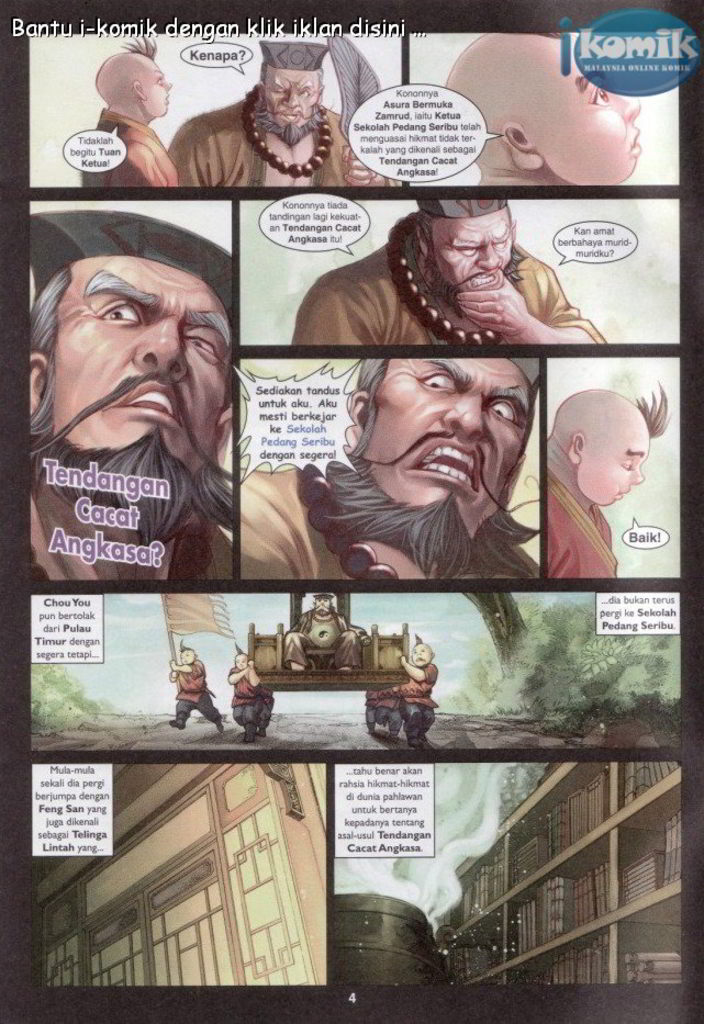 Bantu i-komik dengan klik iklan disini ...
ikomik
MALAYSIA ONLINE KOMIK
Kenapa?
Tidaklah
begitu Tuan
Ketua!
Kononnya
Asura Bermuka
Zamrud, iaitu Ketua
Sekolah Pedang Seribu telah
menguasai hikmat tidak ter-
kalah yang dikenali sebagai
Tendangan Cacat
Angkasa!
Kononnya tiada
tandingan lagi kekuat-
an Tendangan Cacat
Angkasa itu!
Kan amat
berbahaya murid-
muridku?
Tendangan
Cacat
Angkasa?
Sediakan tandus
untuk aku. Aku
mesti berkejar
ke Sekolah
Pedang Seribu
dengan segera!
Baik!
Chou You
pun bertolak
dari Pulau
Timur dengan
segera tetapi...
...dia bukan terus
pergi ke Sekolah
Pedang Seribu.
Mula-mula
sekali dia pergi
berjumpa dengan
Feng San yang
juga dikenali
sebagai Telinga
Lintah yang...
...tahu benar akan
rahsia hikmat-hikmat
di dunia pahlawan
untuk bertanya
kepadanya tentang
asal-usul Tendangan
Cacat Angkasa.
4